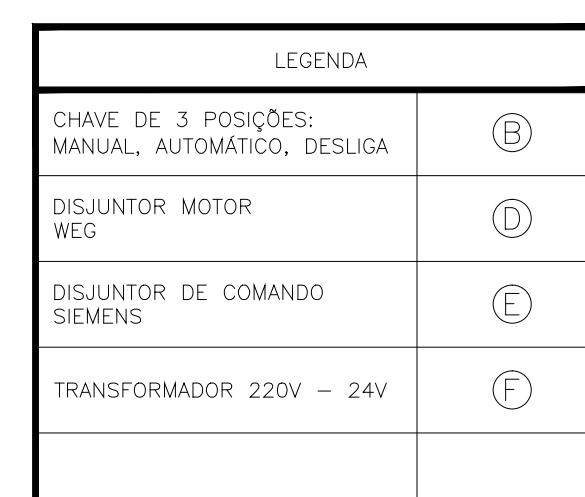 LEGENDA
CHAVE DE 3 POSIÇÕES:
MANUAL, AUTOMÁTICO, DESLIGA
B
DISJUNTOR MOTOR
WEG
D
DISJUNTOR DE COMANDO
SIEMENS
E
TRANSFORMADOR 220V – 24V
F